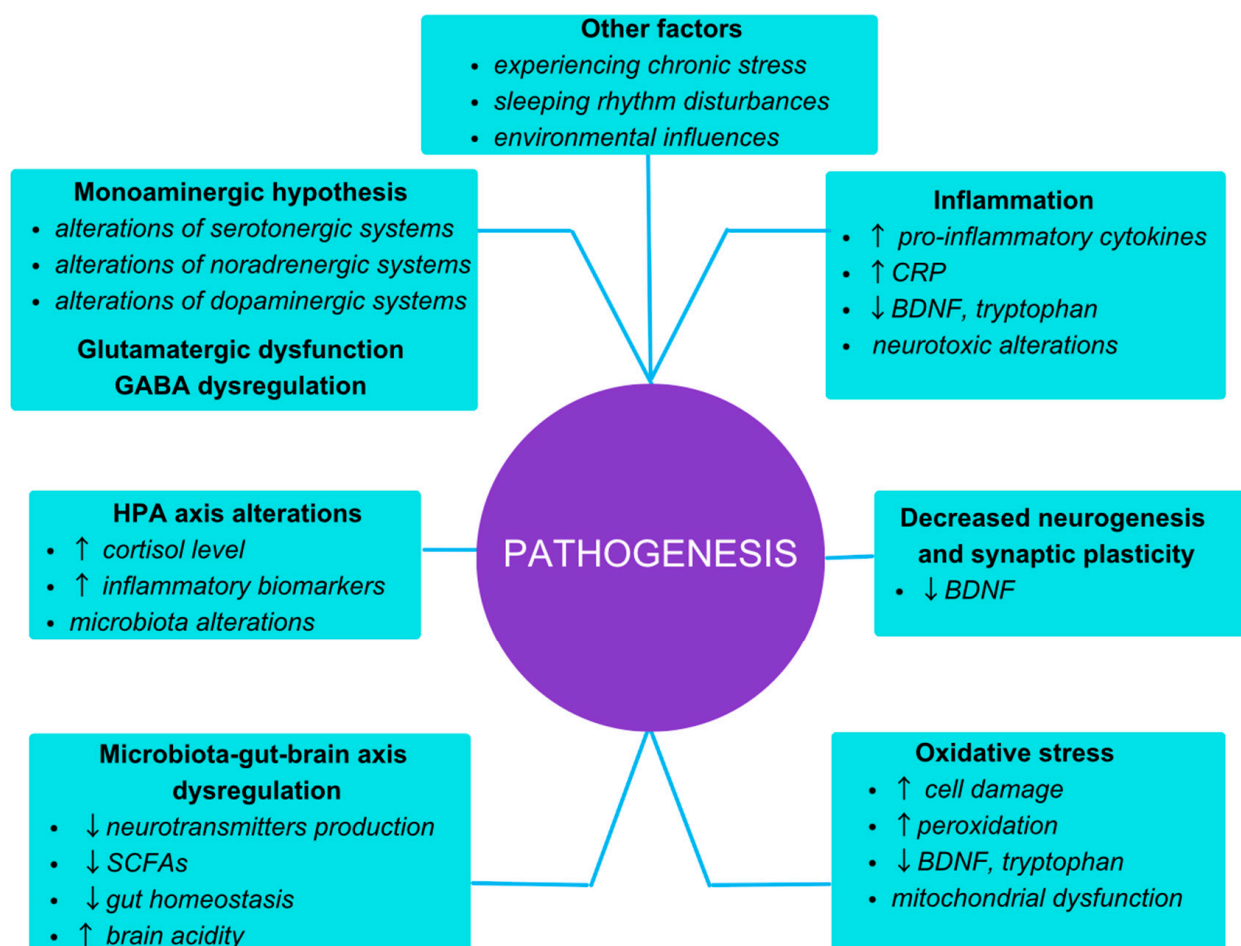 Other factors
• experiencing chronic stress
• sleeping rhythm disturbances
• environmental influences
Monoaminergic hypothesis
• alterations of serotonergic systems
• alterations of noradrenergic systems
• alterations of dopaminergic systems
Glutamatergic dysfunction
GABA dysregulation
Inflammation
• ↑ pro-inflammatory cytokines
• ↑ CRP
• ↓ BDNF, tryptophan
• neurotoxic alterations
HPA axis alterations
• ↑ cortisol level
• ↑ inflammatory biomarkers
• microbiota alterations
PATHOGENESIS
Decreased neurogenesis
and synaptic plasticity
• ↓ BDNF
Microbiota-gut-brain axis
dysregulation
• ↓ neurotransmitters production
• ↓ SCFAs
• ↓ gut homeostasis
• ↑ brain acidity
Oxidative stress
• ↑ cell damage
• ↑ peroxidation
• ↓ BDNF, tryptophan
• mitochondrial dysfunction